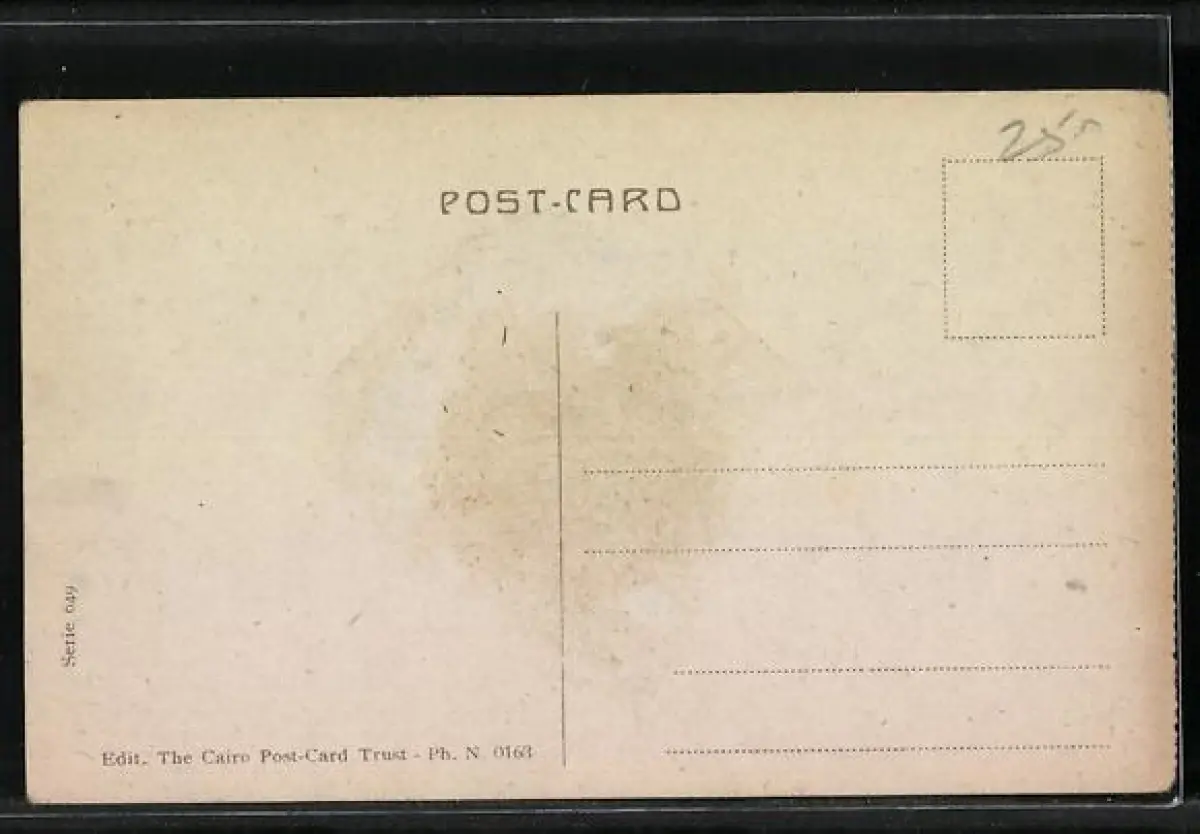 25
POST-CARD
Serie 649
Edit. The Cairo Post-Card Trust - Ph. N. 0163